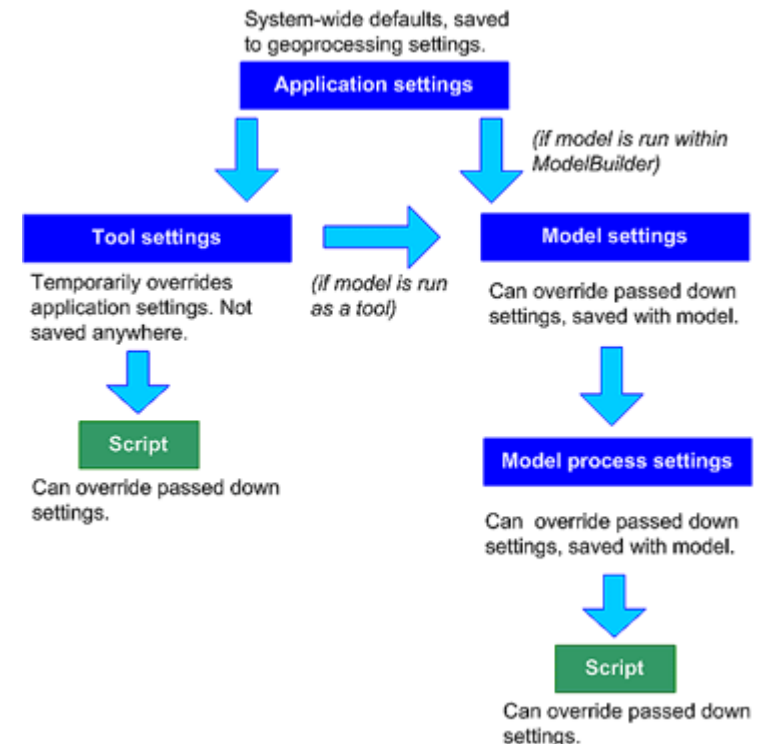 System-wide defaults, saved
to geoprocessing settings.
Application settings
(if model is run within
ModelBuilder)
Tool settings
Model settings
Temporarily overrides
application settings. Not
saved anywhere.
(if model is run
as a tool)
Can override passed down
settings, saved with model.
Script
Can override passed down
settings.
Model process settings
Can override passed down
settings, saved with model.
Script
Can override passed down
settings.